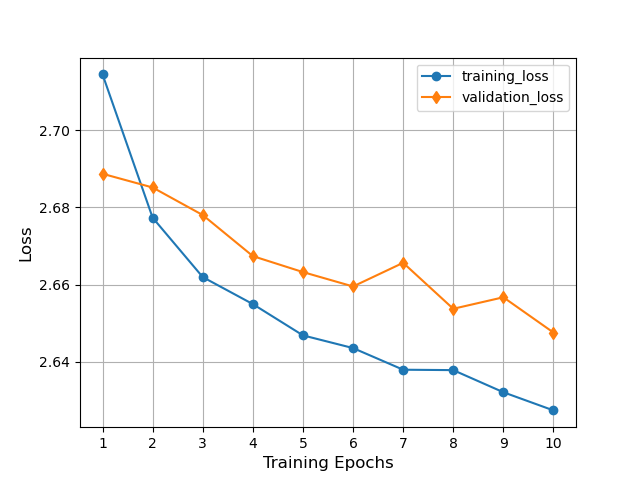 training_loss
validation_loss
2.70
2.68
2.66
2.64
Loss
1 2 3 4 5 6 7 8 9 10
Training Epochs